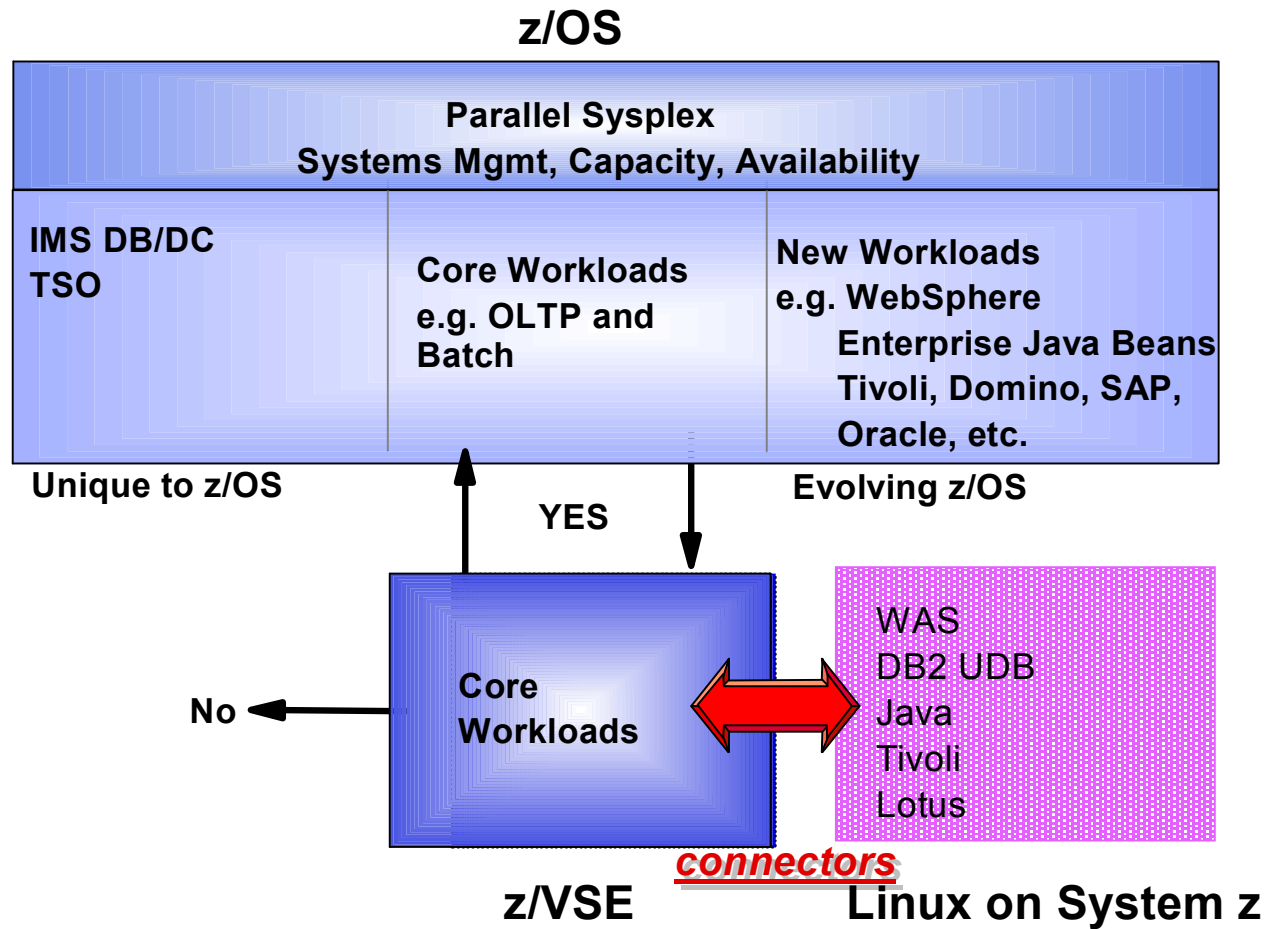 z/OS
Parallel Sysplex
Systems Mgmt, Capacity, Availability
IMS DB/DC
TSO
Core Workloads
e.g. OLTP and
Batch
New Workloads
e.g. WebSphere
Enterprise Java Beans
Tivoli, Domino, SAP,
Oracle, etc.
Unique to z/OS
YES
Evolving z/OS
No
Core
Workloads
WAS
DB2 UDB
Java
Tivoli
Lotus
connectors
z/VSE
Linux on System z